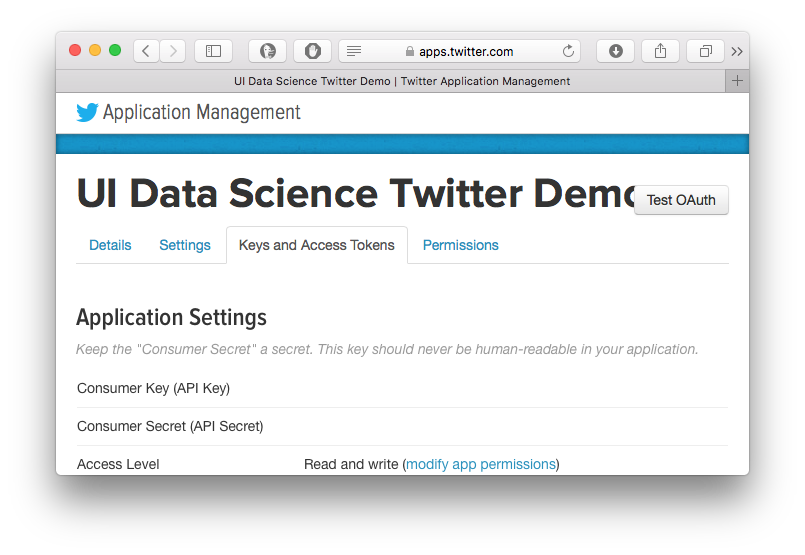 apps.twitter.com
UI Data Science Twitter Demo | Twitter Application Management
Application Management
UI Data Science Twitter Demo
Test OAuth
Details Settings Keys and Access Tokens Permissions
Application Settings
Keep the "Consumer Secret" a secret. This key should never be human-readable in your application.
Consumer Key (API Key)
Consumer Secret (API Secret)
Access Level Read and write (modify app permissions)